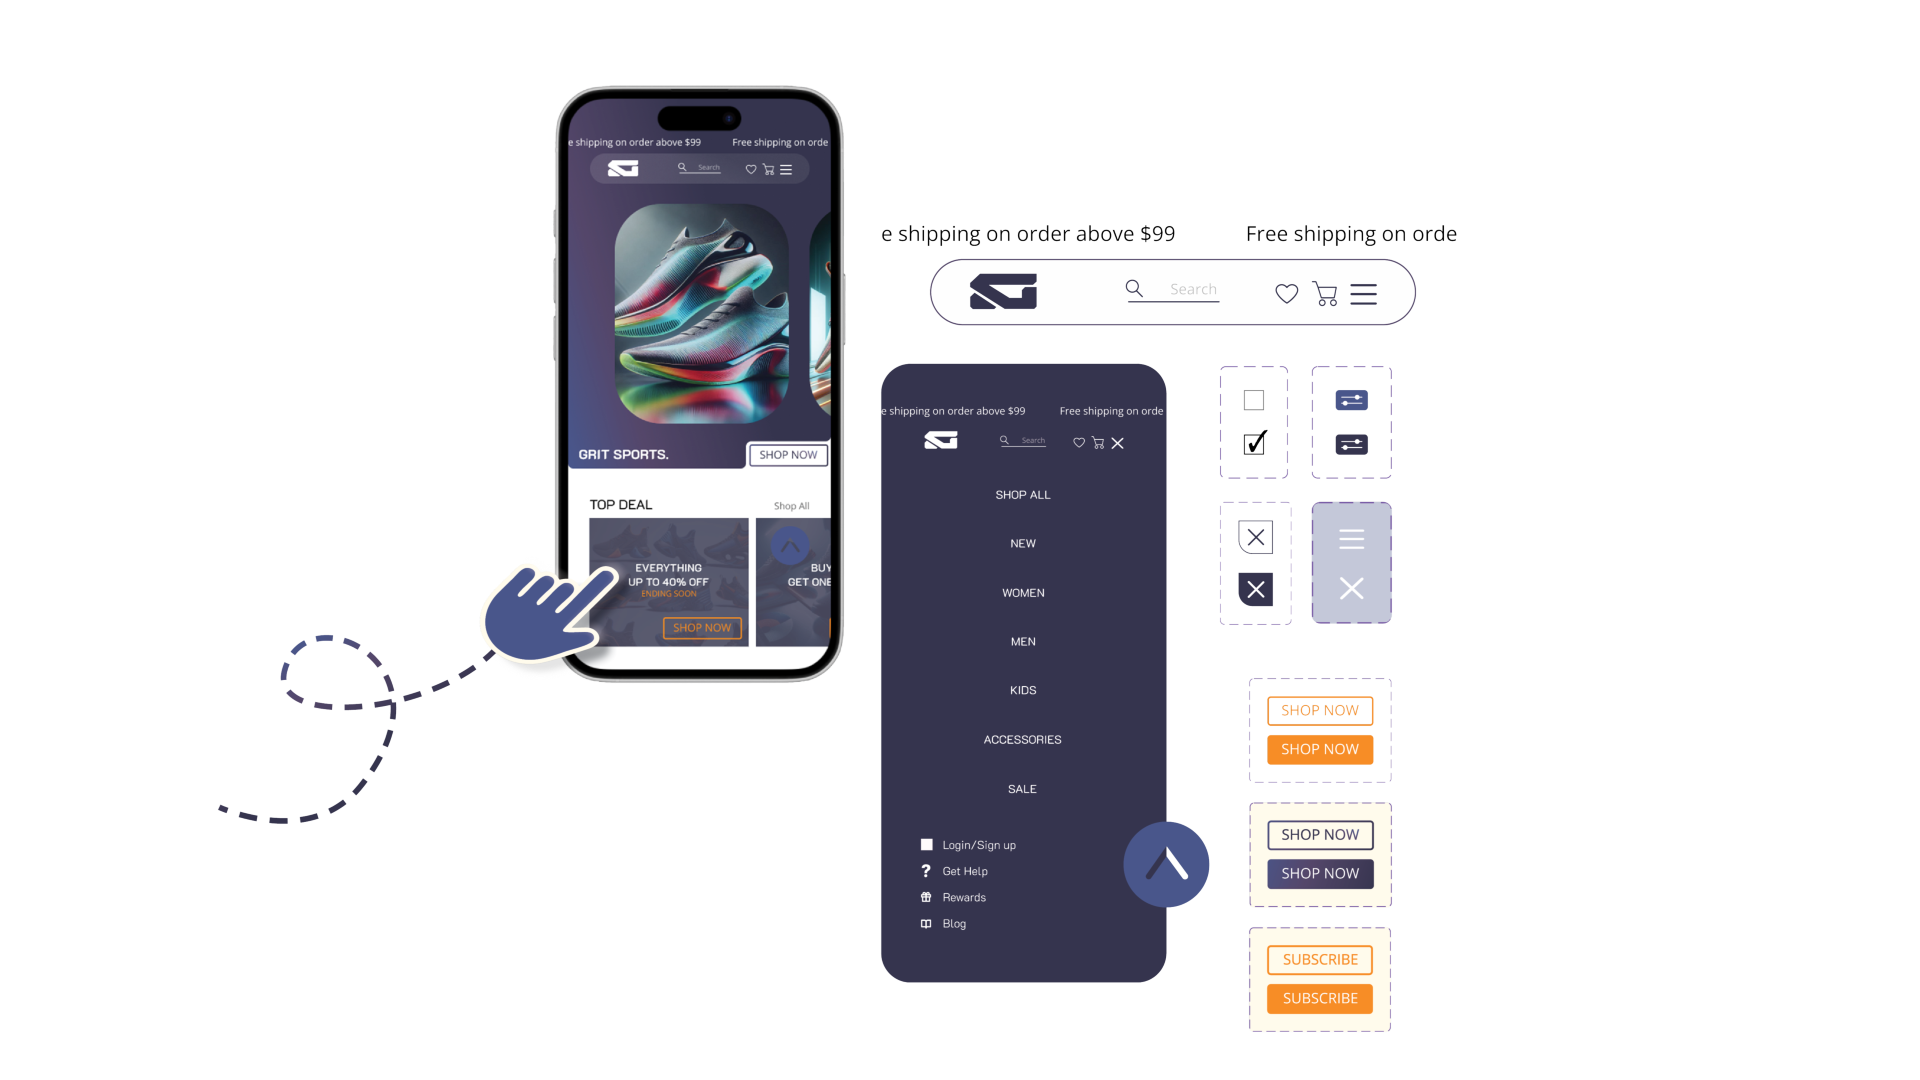 e shipping on order above $99 Free shipping on orde
Search
GRIT SPORTS.
SHOP NOW
TOP DEAL
Shop All
EVERYTHING
UP TO 40% OFF
ENDING SOON
SHOP NOW
BUY
GET ONE
e shipping on order above $99 Free shipping on orde
Search
e shipping on order above $99 Free shipping on orde
Search
SHOP ALL
NEW
WOMEN
MEN
KIDS
ACCESSORIES
SALE
Login/Sign up
? Get Help
Rewards
Blog
SHOP NOW
SHOP NOW
SHOP NOW
SHOP NOW
SUBSCRIBE
SUBSCRIBE